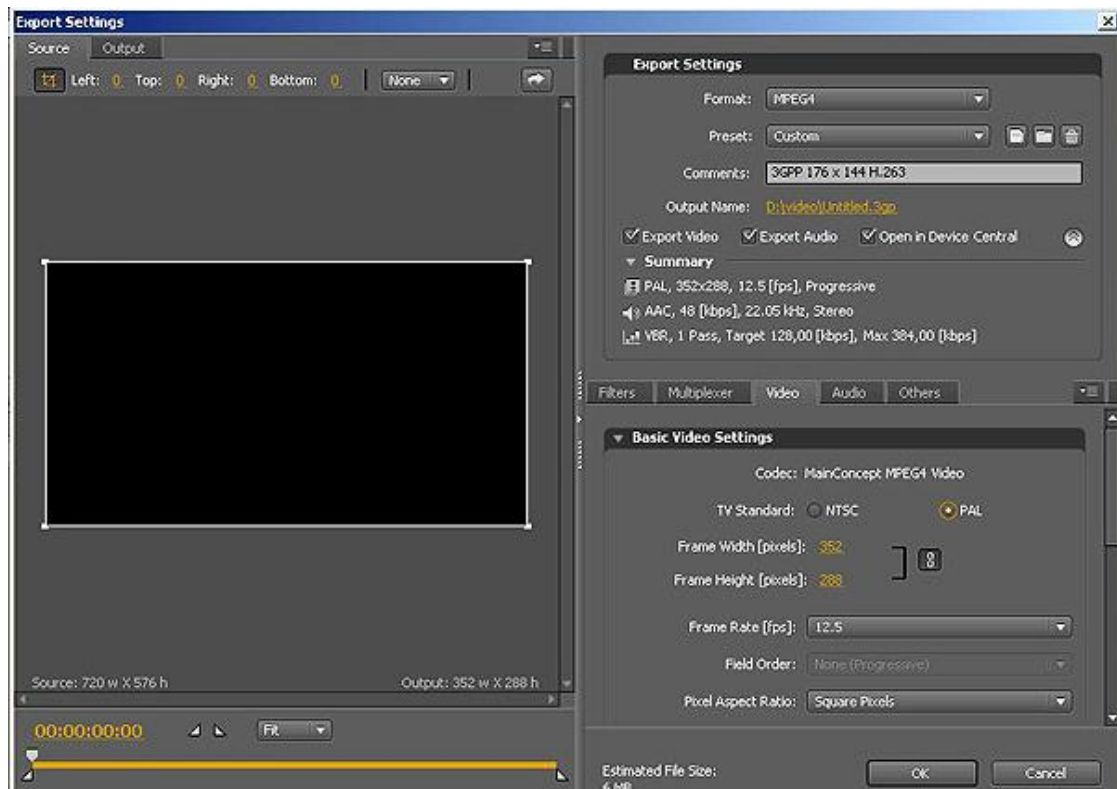 Export Settings
Source Output
Left: 0 Top: 0 Right: 0 Bottom: 0 None
Source: 720 w X 576 h Output: 352 w X 288 h
00:00:00:00 Fit
Export Settings
Format: MPEG4
Preset: Custom
Comments: 3GPP 176 x 144 H.263
Output Name: D:\video\Untitled.3gp
Export Video Export Audio Open in Device Central
Summary
PAL, 352x288, 12.5 [fps], Progressive
AAC, 48 [kbps], 22.05 kHz, Stereo
VBR, 1 Pass, Target 128,00 [kbps], Max 384,00 [kbps]
Filters Multiplexer Video Audio Others
Basic Video Settings
Codec: MainConcept MPEG4 Video
TV Standard: NTSC PAL
Frame Width [pixels]: 352
Frame Height [pixels]: 288
Frame Rate [fps]: 12.5
Field Order: None (Progressive)
Pixel Aspect Ratio: Square Pixels
Estimated File Size:
6 MB
OK Cancel